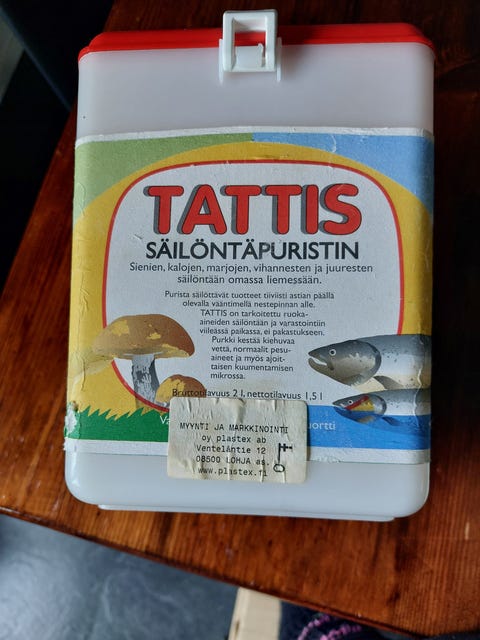 TATTIS
SÄILÖNTÄPURISTIN
Sienien, kalojen, marjojen, vihannesten ja juuresten
säilöntään omassa liemessään.
Purista säilöttävät tuotteet tiiviisti astian päällä
olevalla vääntimellä nestepinnan alle.
TATTIS on tarkoitettu ruoka-
aineiden säilöntään ja varastointiin
viileässä paikassa, ei pakastukseen.
Purkki kestää kiehuvaa
vettä, normaalit pesu-
aineet ja myös ajoit-
taisen kuumentamisen
mikrossa.
Bruttotilavuus 2 l, nettotilavuus 1,5 l
MYYNTI JA MARKKINOINTI
oy plastex ab
Venteläntie 12
08500 LOHJA as.
www.plastex.fi